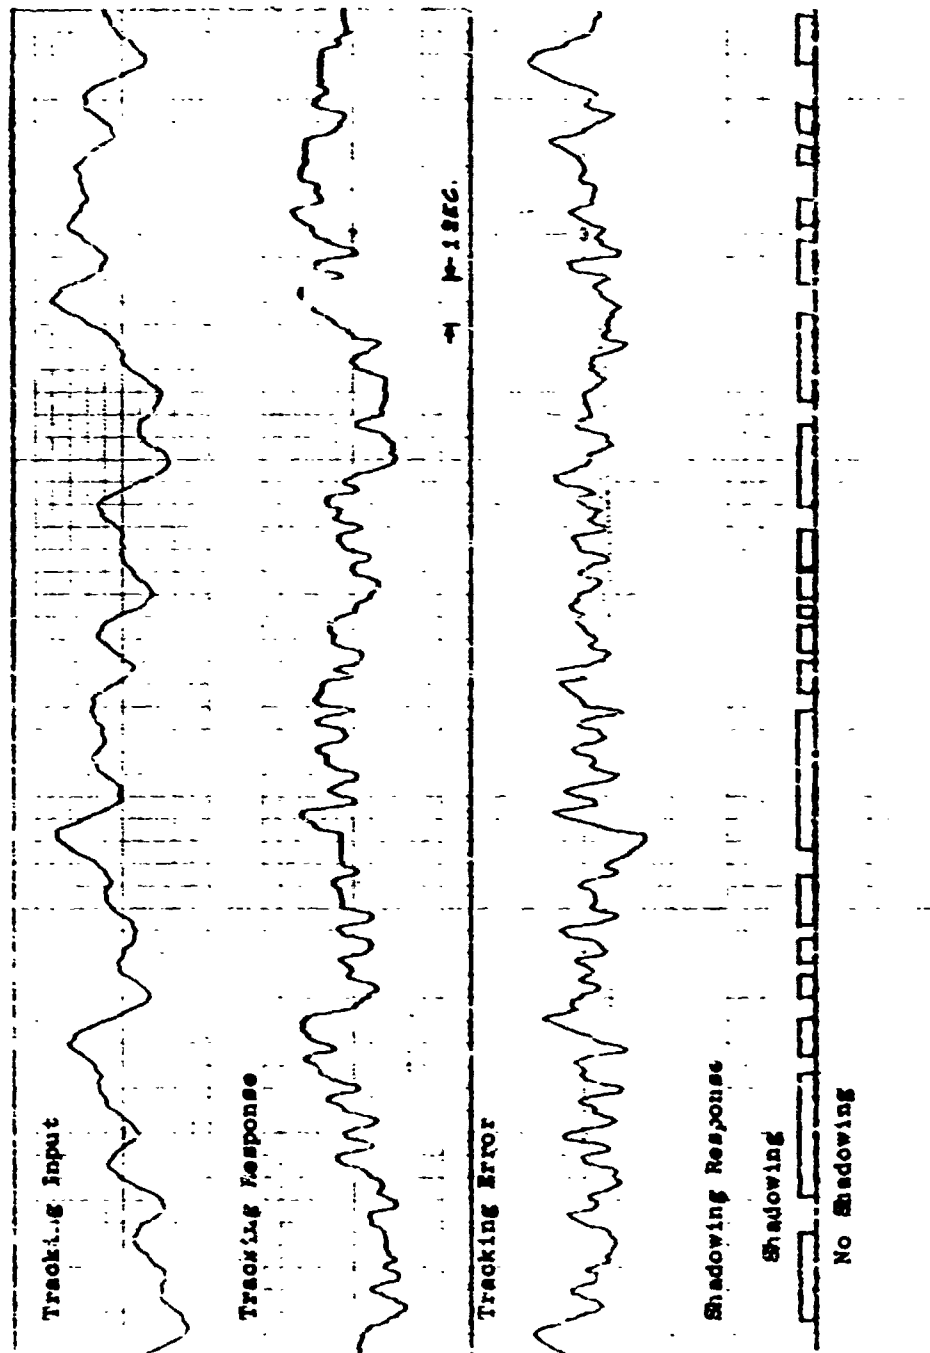 Tracking Input
Tracking Response
1 SEC.
Tracking Error
Shadowing Response
Shadowing
No Shadowing